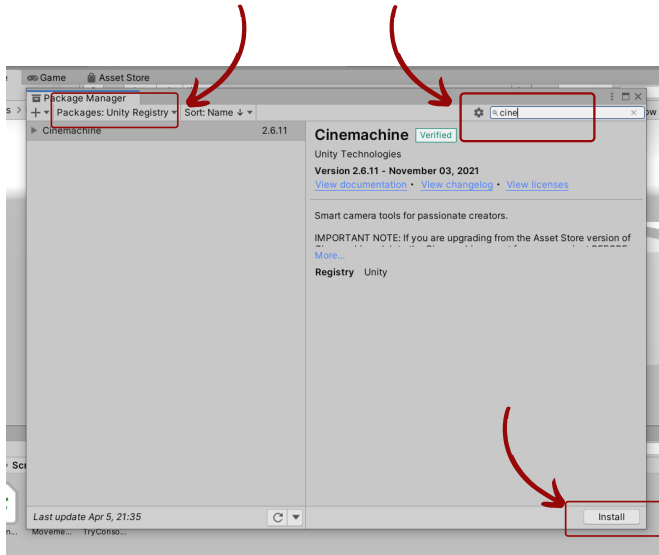 Game
Asset Store
Package Manager
Packages: Unity Registry
Sort: Name ↓
cine
Cinemachine 2.6.11
Cinemachine Verified
Unity Technologies
Version 2.6.11 - November 03, 2021
View documentation • View changelog • View licenses
Smart camera tools for passionate creators.
IMPORTANT NOTE: If you are upgrading from the Asset Store version of
More...
Registry Unity
Last update Apr 5, 21:35
Install
Moveme... TryConso...